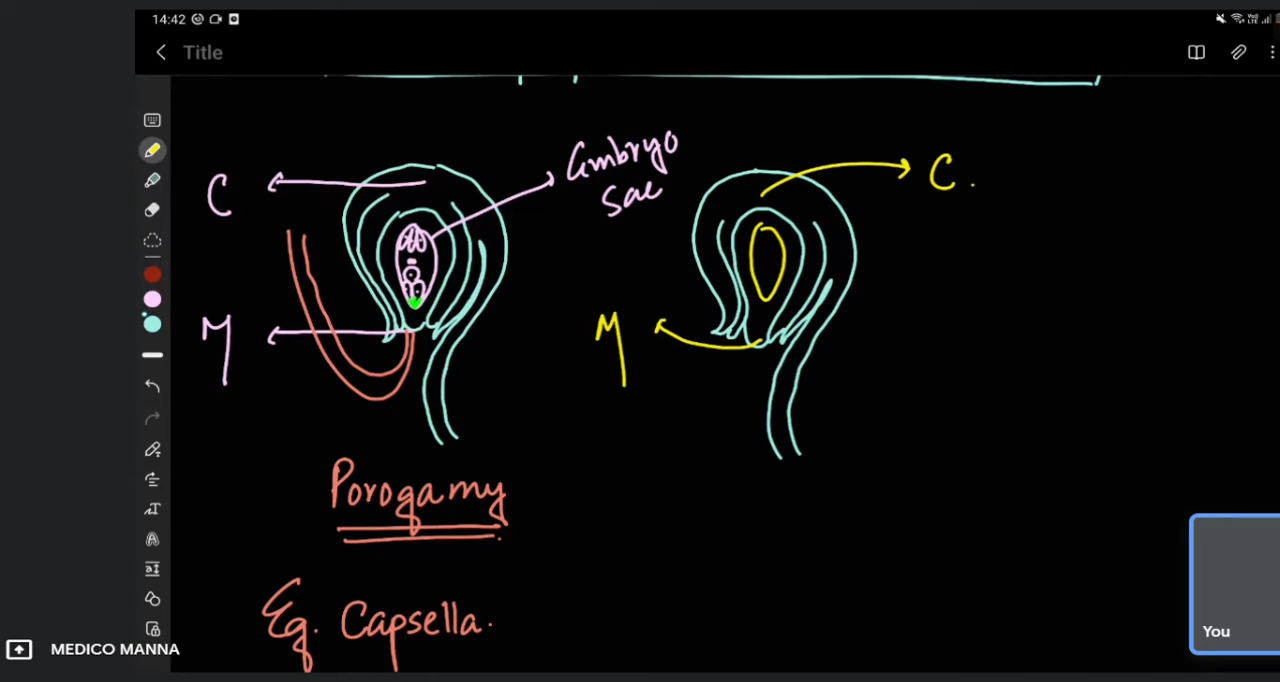 14:42
Title
Embryo
Sac
C
C.
M
M
Porogamy
Eg. Capsella.
You
MEDICO MANNA